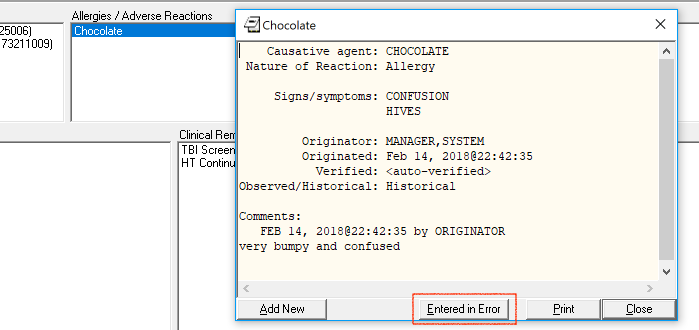 25006)
73211009)
Allergies / Adverse Reactions
Chocolate
Clinical Rem
TBI Screen
HT Continu
Chocolate
Causative agent: CHOCOLATE
Nature of Reaction: Allergy
Signs/symptoms: CONFUSION
HIVES
Originator: MANAGER,SYSTEM
Originated: Feb 14, 2018@22:42:35
Verified: <auto-verified>
Observed/Historical: Historical
Comments:
FEB 14, 2018@22:42:35 by ORIGINATOR
very bumpy and confused
Add New
Entered in Error
Print
Close